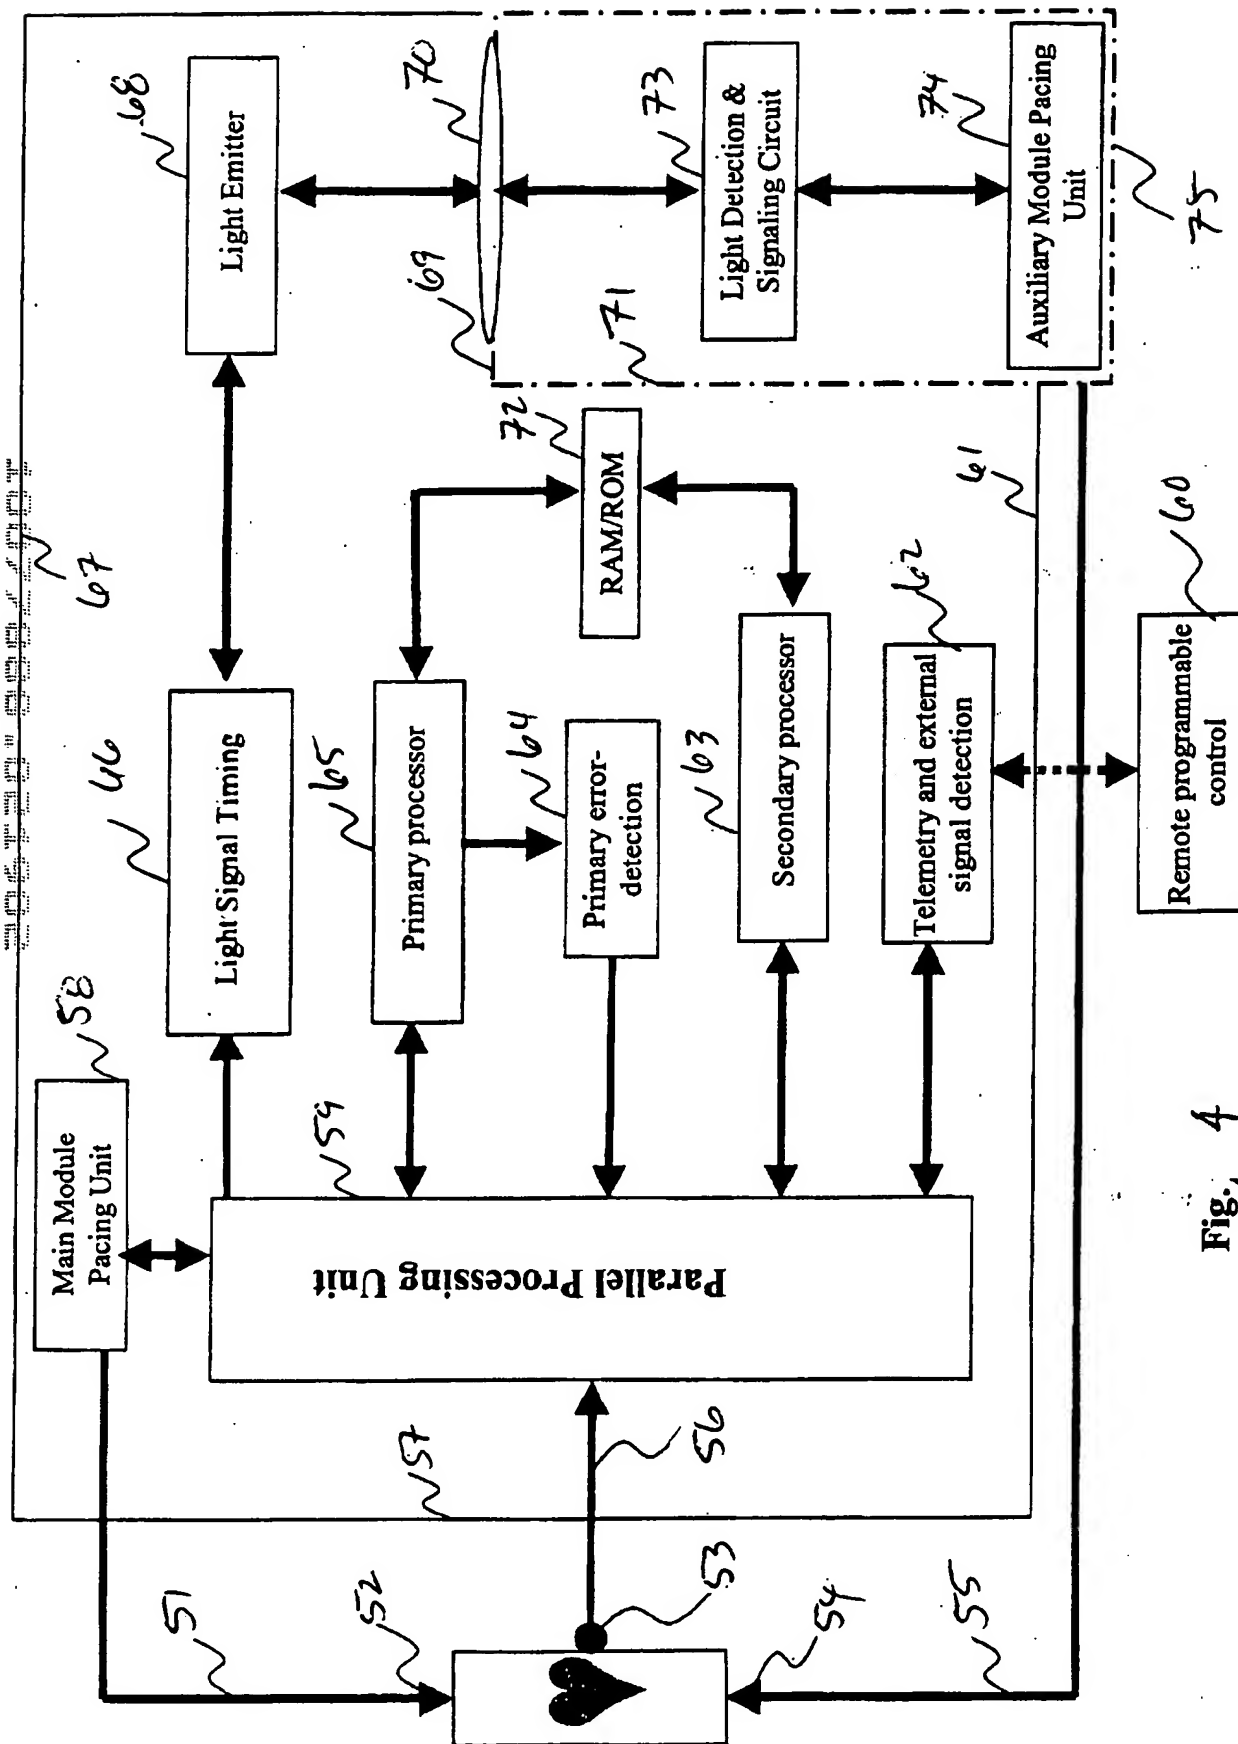 67
58
Main Module
Pacing Unit
46
Light Signal Timing
68
Light Emitter
51
57
59
65
Primary processor
72
RAM/ROM
69
70
52
Parallel Processing Unit
64
Primary error-
detection
71
73
Light Detection &
Signaling Circuit
53
56
63
Secondary processor
54
62
Telemetry and external
signal detection
61
74
Auxiliary Module Pacing
Unit
55
75
60
Remote programmable
control
Fig. 4